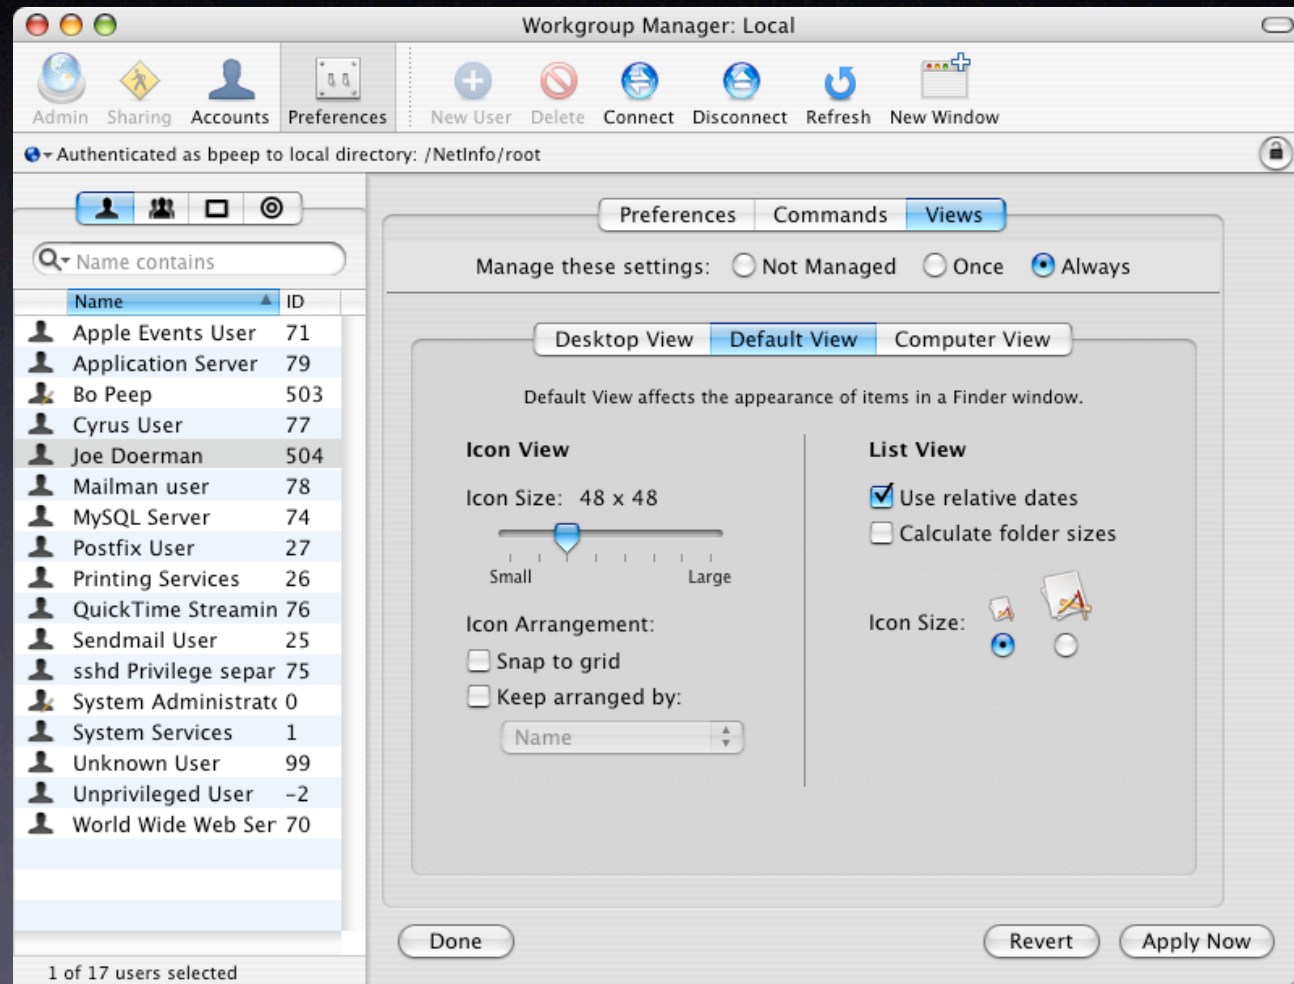 Workgroup Manager: Local
Admin Sharing Accounts Preferences New User Delete Connect Disconnect Refresh New Window
Authenticated as bpeep to local directory: /NetInfo/root
Name contains
Name ID
Apple Events User 71
Application Server 79
Bo Peep 503
Cyrus User 77
Joe Doerman 504
Mailman user 78
MySQL Server 74
Postfix User 27
Printing Services 26
QuickTime Streamin 76
Sendmail User 25
sshd Privilege separ 75
System Administratc 0
System Services 1
Unknown User 99
Unprivileged User -2
World Wide Web Ser 70
1 of 17 users selected
Preferences Commands Views
Manage these settings: Not Managed Once Always
Desktop View Default View Computer View
Default View affects the appearance of items in a Finder window.
Icon View
Icon Size: 48 x 48
Small Large
Icon Arrangement:
Snap to grid
Keep arranged by:
Name
List View
Use relative dates
Calculate folder sizes
Icon Size:
Done Revert Apply Now